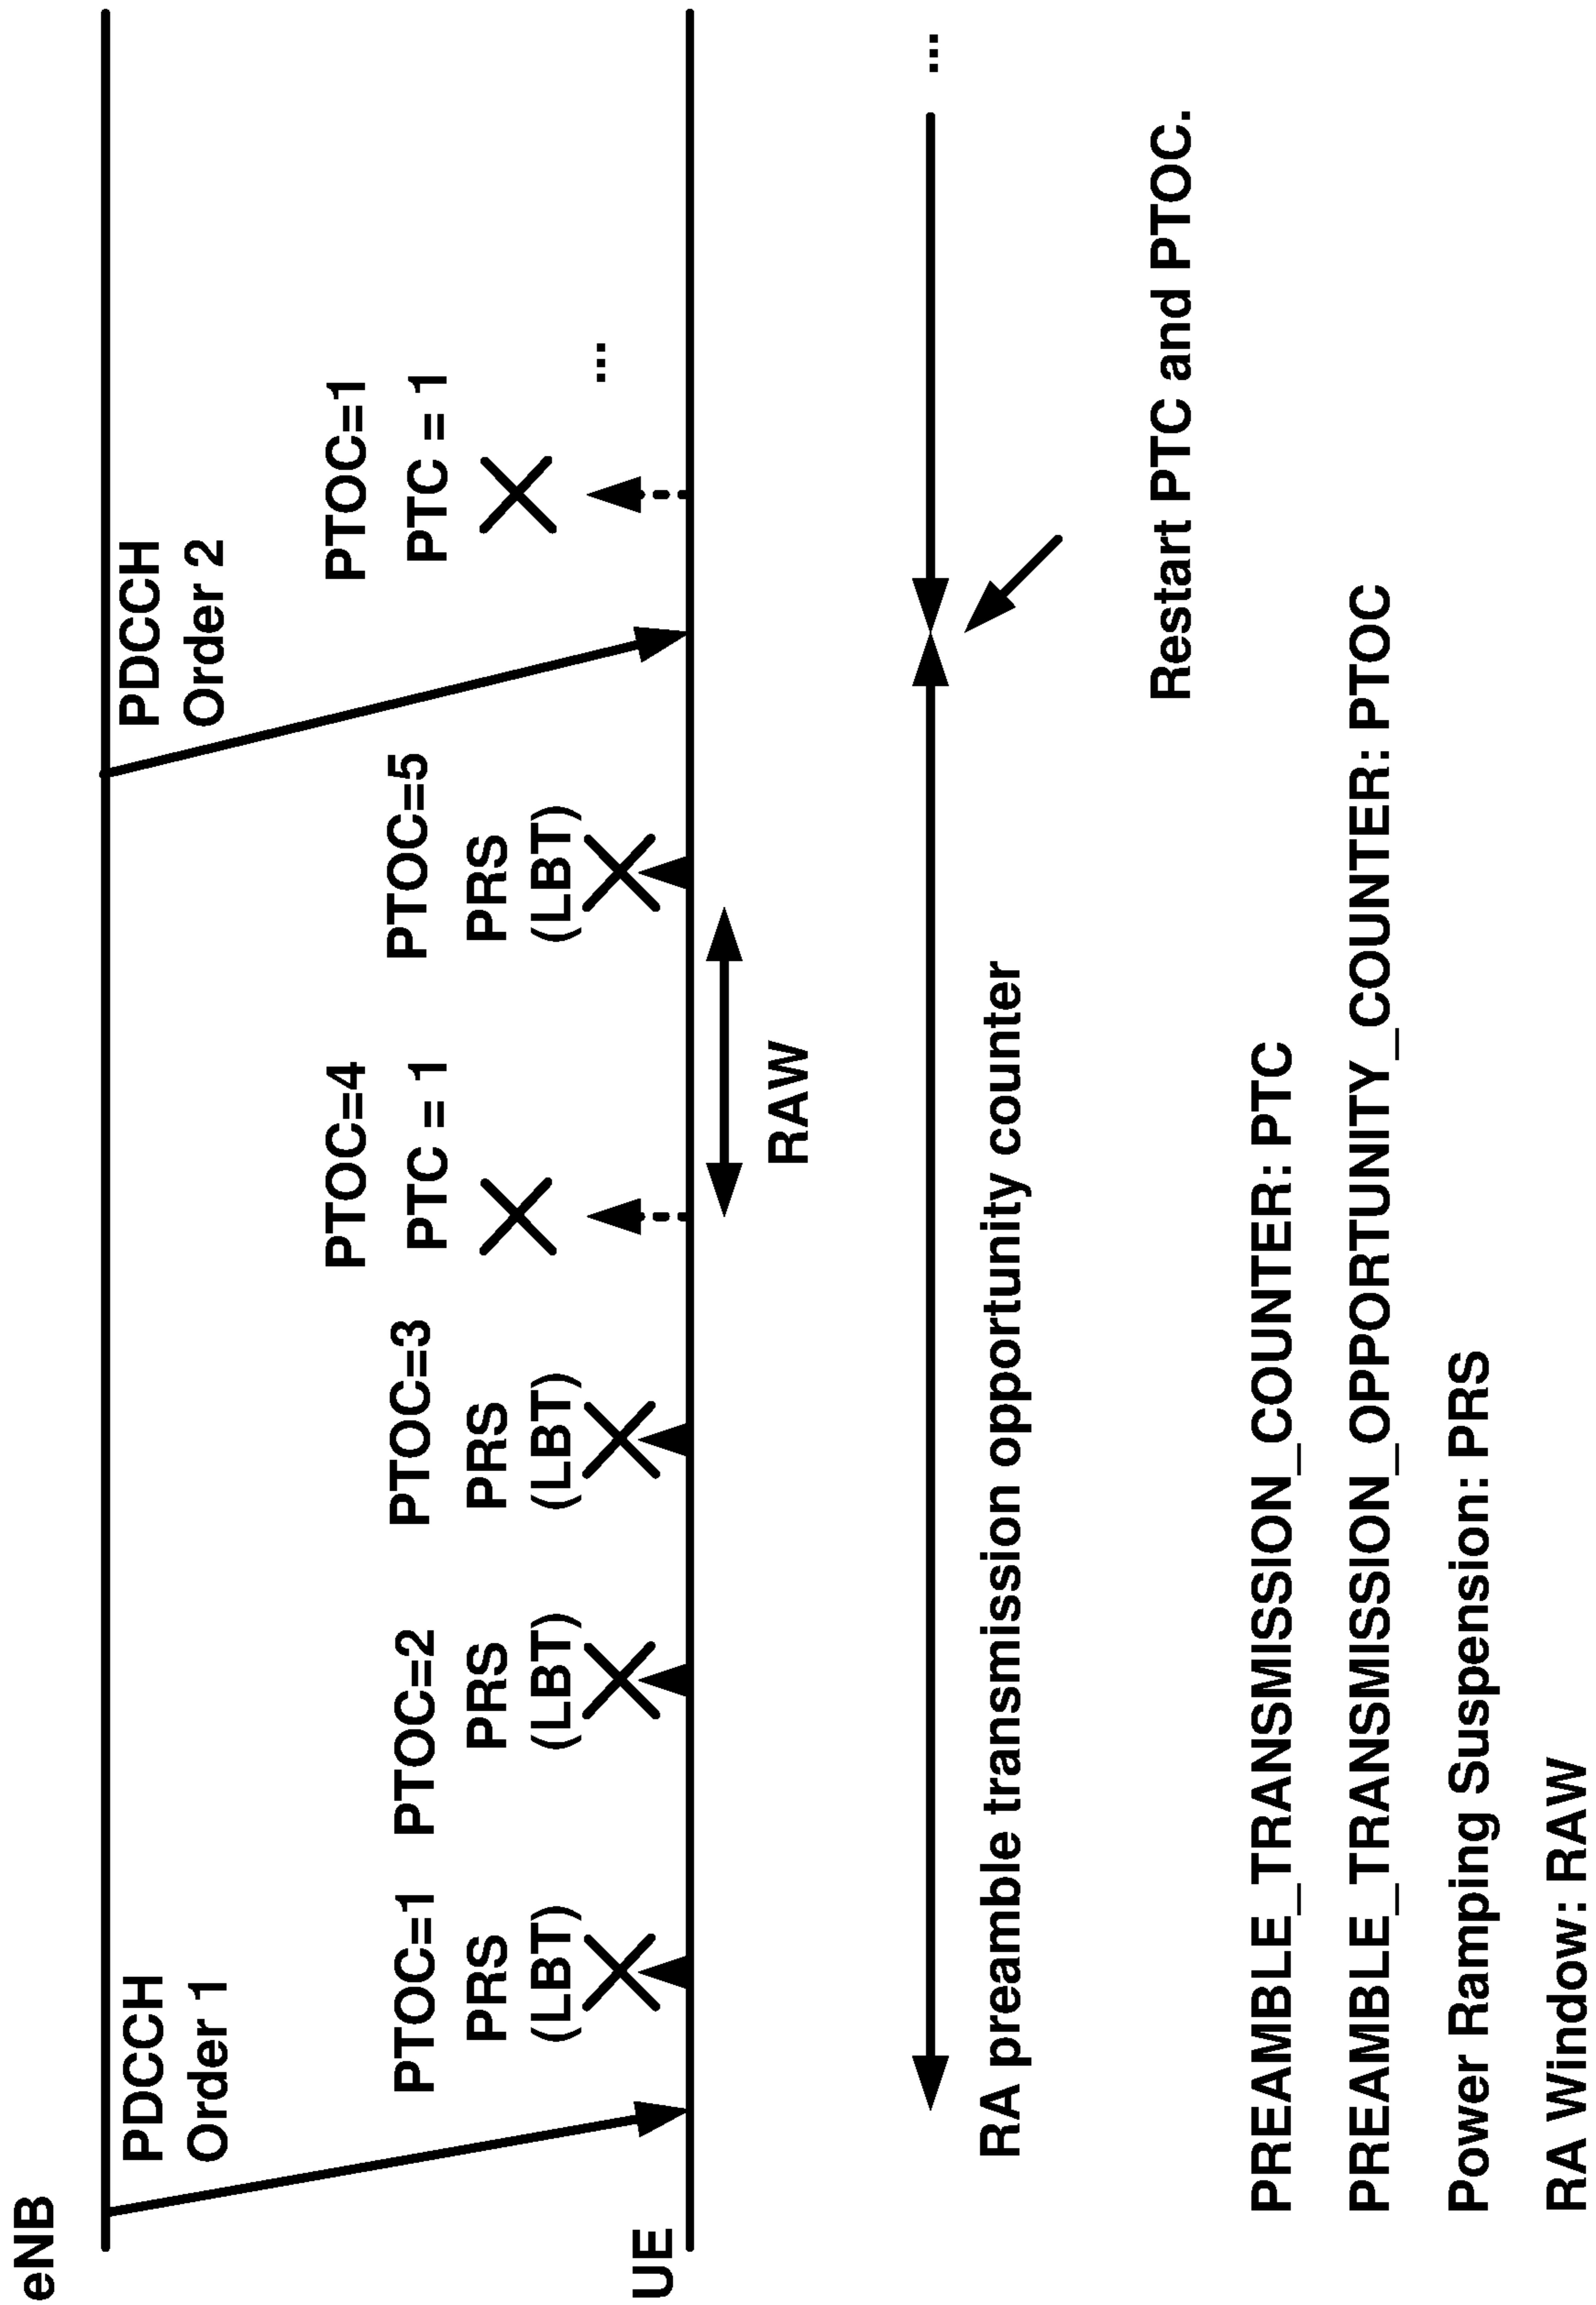 eNB
PDCCH
Order 1
PDCCH
Order 2
PTOC=1
PRS
(LBT)
PTOC=2
PRS
(LBT)
PTOC=3
PRS
(LBT)
PTOC=4
PTC = 1
PTOC=5
PRS
(LBT)
PTOC=1
PTC = 1
...
UE
RAW
...
RA preamble transmission opportunity counter
Restart PTC and PTOC.
PREAMBLE_TRANSMISSION_COUNTER: PTC
PREAMBLE_TRANSMISSION_OPPORTUNITY_COUNTER: PTOC
Power Ramping Suspension: PRS
RA Window: RAW